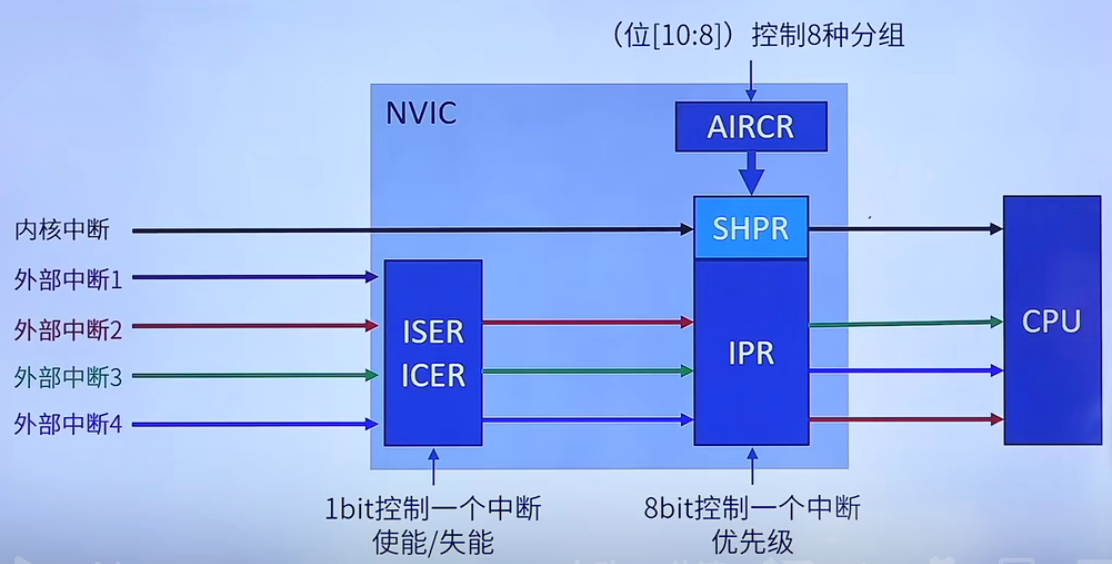 （位[10:8]）控制8种分组
NVIC
AIRCR
内核中断
SHPR
外部中断1
外部中断2
ISER
IPR
CPU
外部中断3
ICER
外部中断4
1bit控制一个中断
使能/失能
8bit控制一个中断
优先级